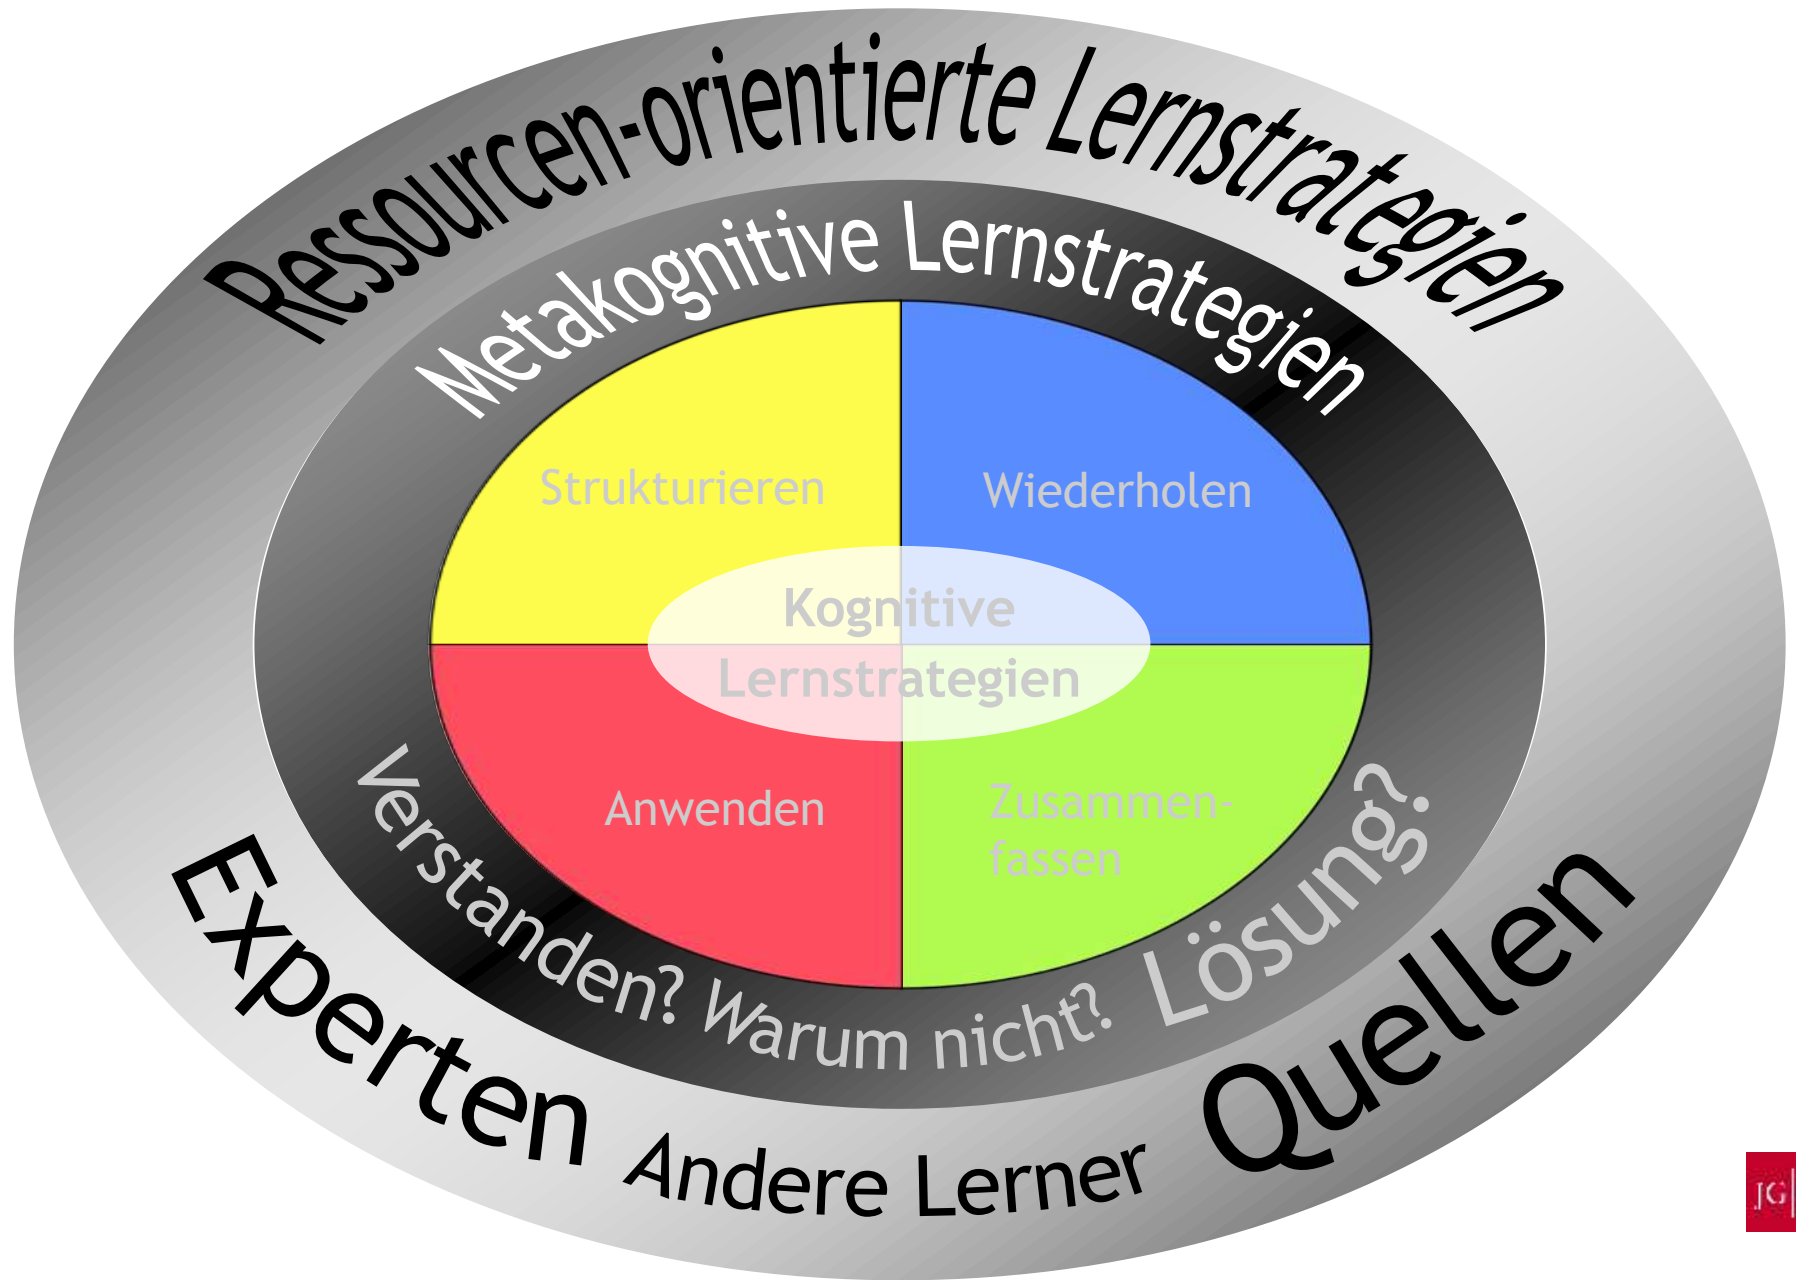 Ressourcen-orientierte Lernstrategien
Metakognitive Lernstrategien
Strukturieren
Wiederholen
Kognitive
Lernstrategien
Anwenden
Zusammen-
fassen
Verstanden? Warum nicht? Lösung?
Experten Andere Lerner Quellen
JG